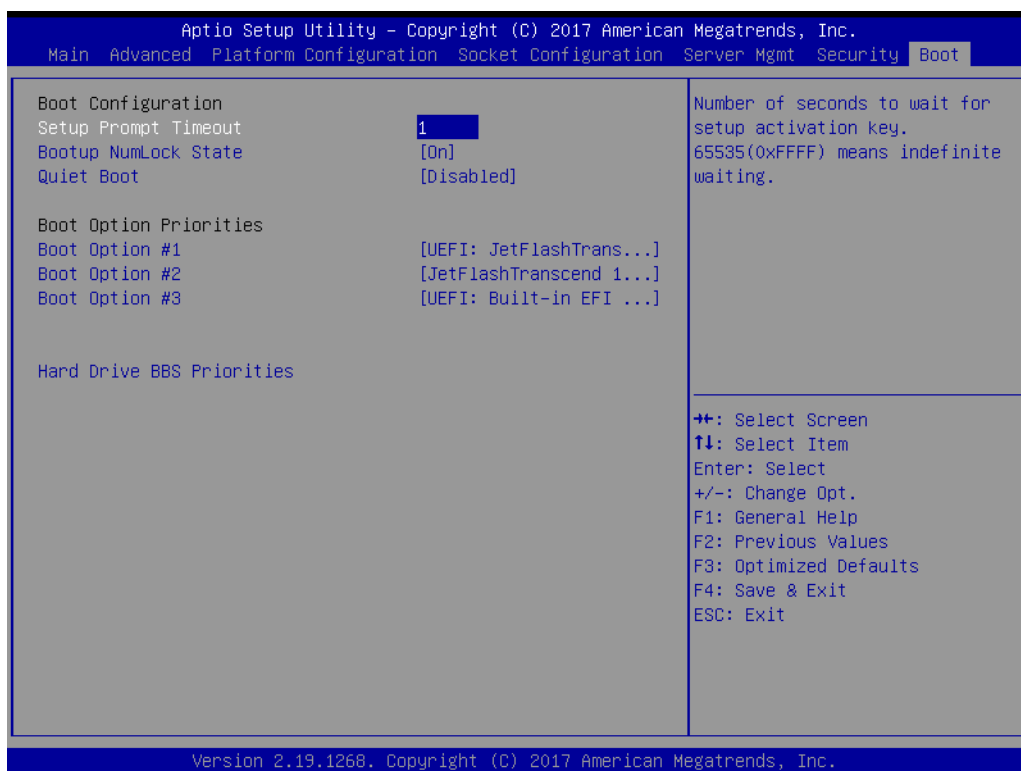 Aptio Setup Utility – Copyright (C) 2017 American Megatrends, Inc.
Main Advanced Platform Configuration Socket Configuration Server Mgmt Security Boot
Boot Configuration
Setup Prompt Timeout 1
Bootup NumLock State [On]
Quiet Boot [Disabled]
Boot Option Priorities
Boot Option #1 [UEFI: JetFlashTrans...]
Boot Option #2 [JetFlashTranscend 1...]
Boot Option #3 [UEFI: Built-in EFI ...]
Hard Drive BBS Priorities
Number of seconds to wait for
setup activation key.
65535(0xFFFF) means indefinite
waiting.
→←: Select Screen
↑↓: Select Item
Enter: Select
+/-: Change Opt.
F1: General Help
F2: Previous Values
F3: Optimized Defaults
F4: Save & Exit
ESC: Exit
Version 2.19.1268. Copyright (C) 2017 American Megatrends, Inc.